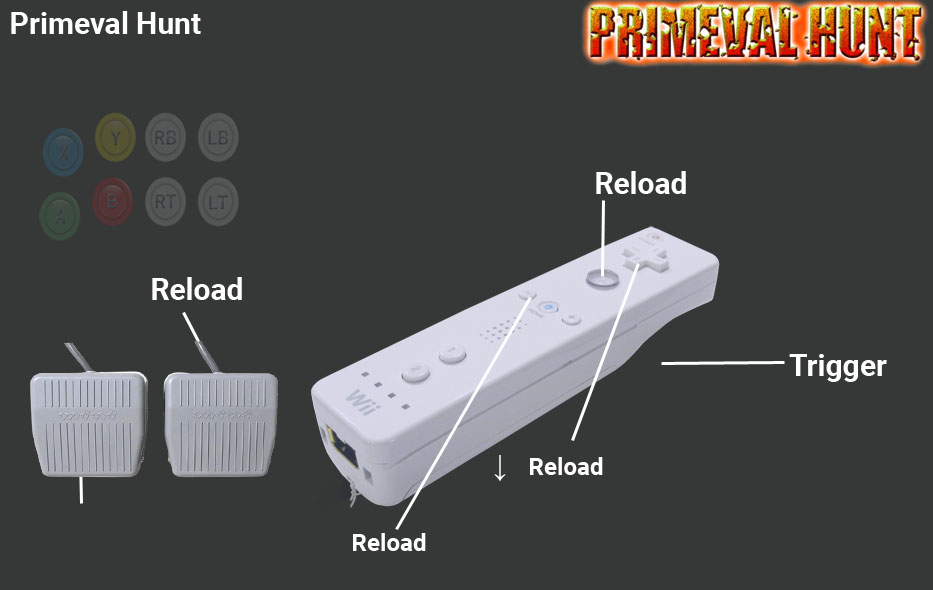 Primeval Hunt
PRIMEVAL HUNT
X
Y
RB
LB
A
B
RT
LT
Reload
Reload
Trigger
Wii
↓ Reload
Reload